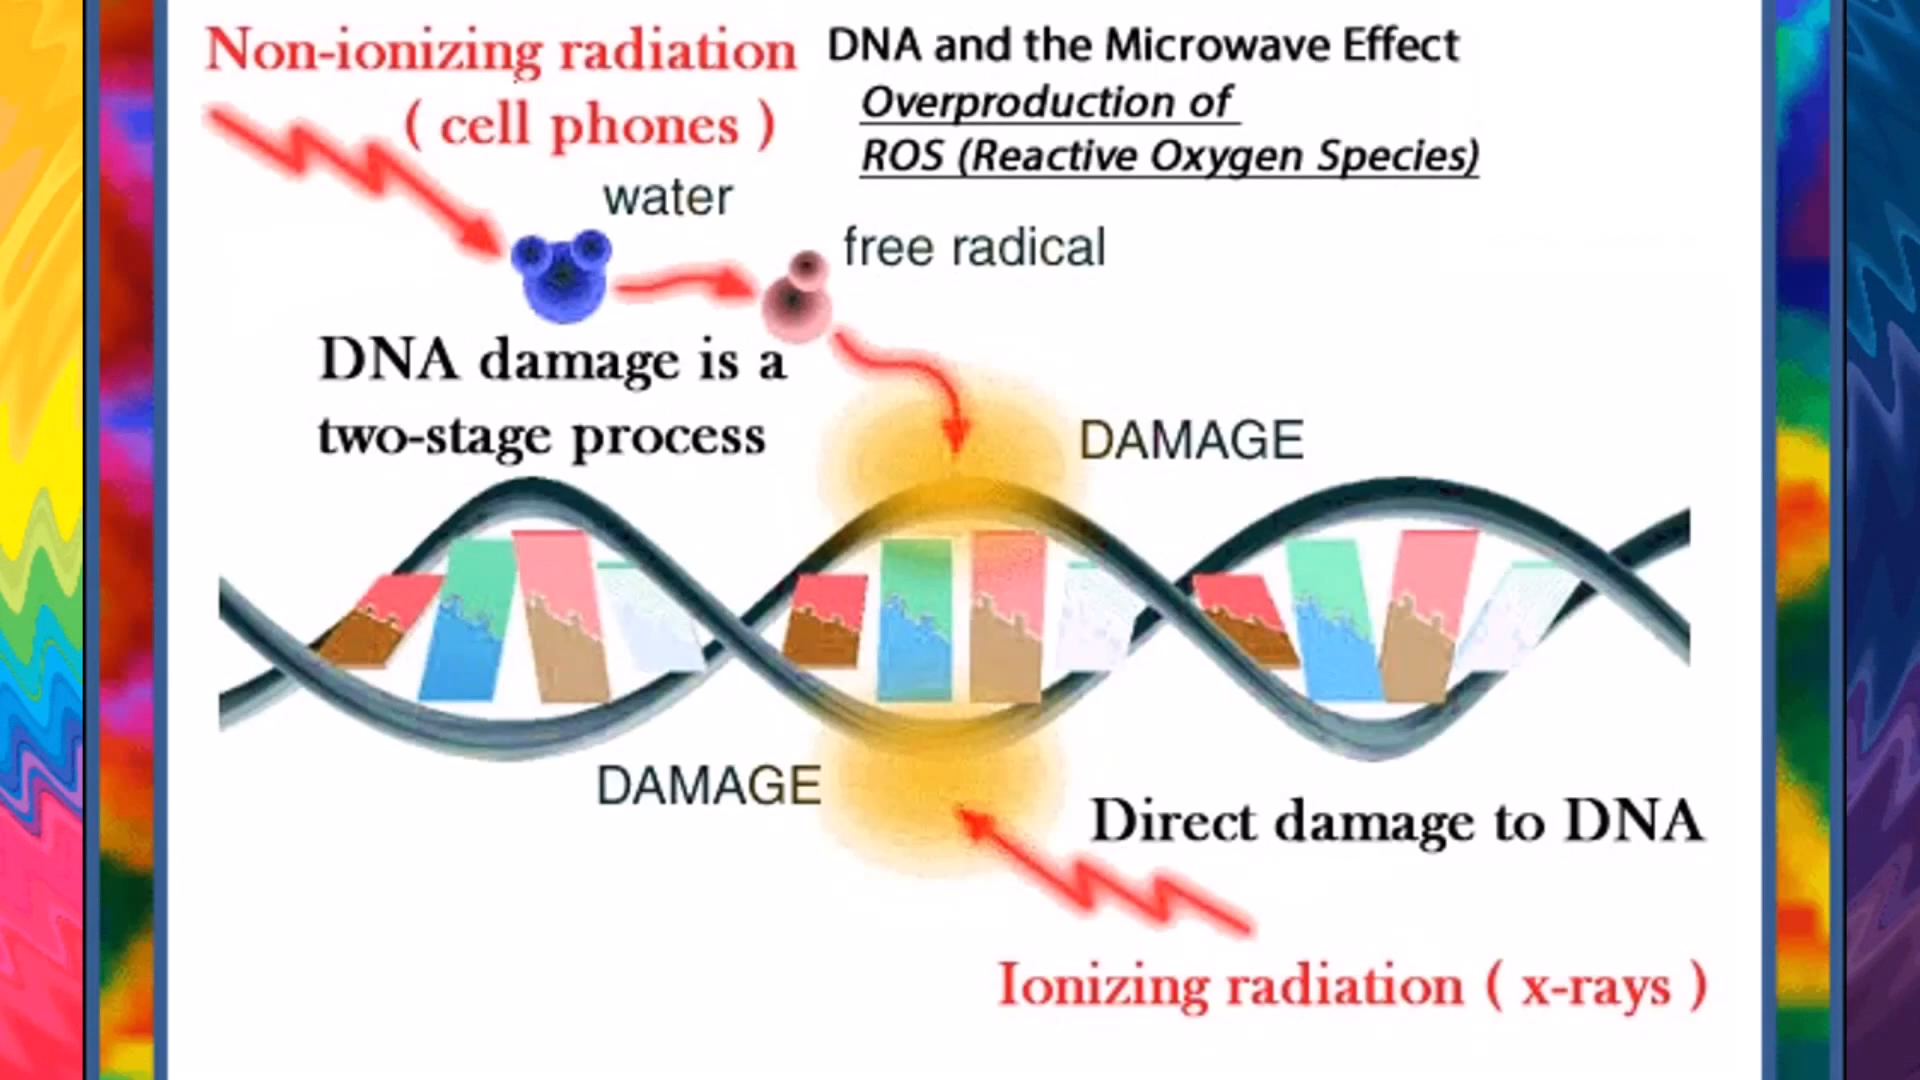 Non-ionizing radiation
( cell phones )
DNA and the Microwave Effect
Overproduction of
ROS (Reactive Oxygen Species)
water
free radical
DNA damage is a
two-stage process
DAMAGE
DAMAGE
Direct damage to DNA
Ionizing radiation ( x-rays )